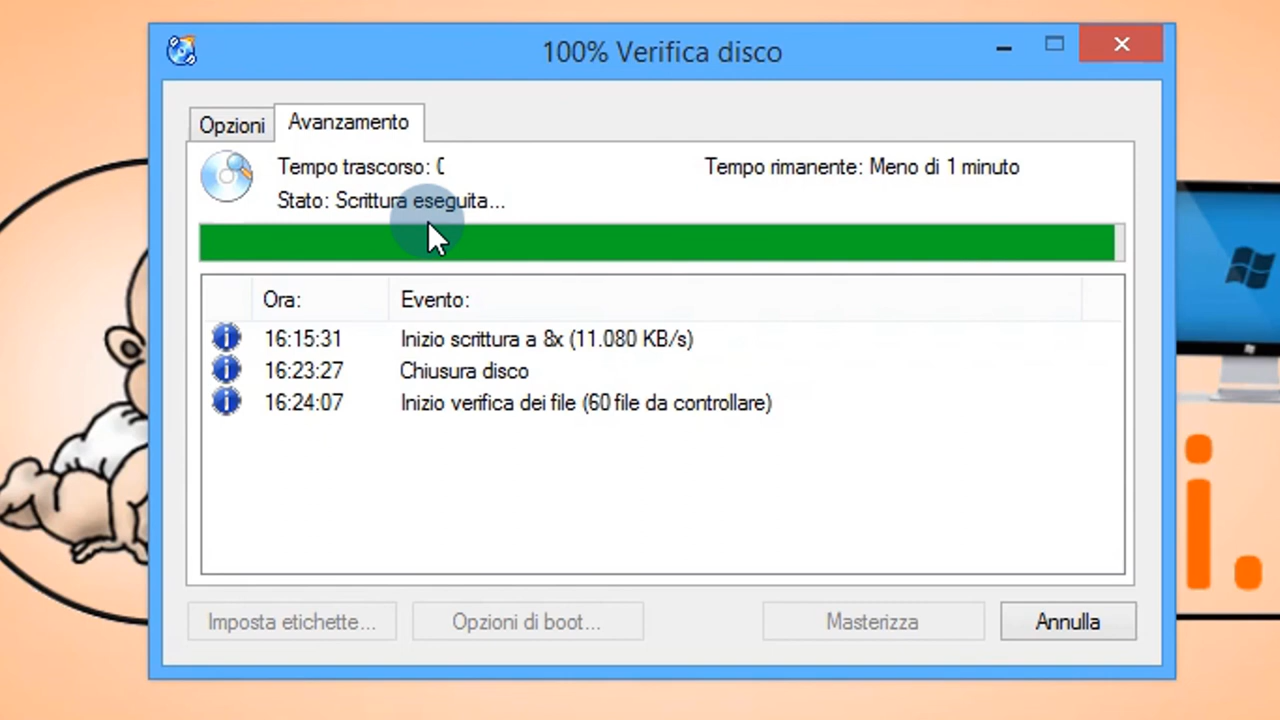 100% Verifica disco
Opzioni
Avanzamento
Tempo trascorso: 0
Tempo rimanente: Meno di 1 minuto
Stato: Scrittura eseguita...
Ora:
Evento:
16:15:31 Inizio scrittura a 8x (11.080 KB/s)
16:23:27 Chiusura disco
16:24:07 Inizio verifica dei file (60 file da controllare)
Imposta etichette...
Opzioni di boot...
Masterizza
Annulla
i.